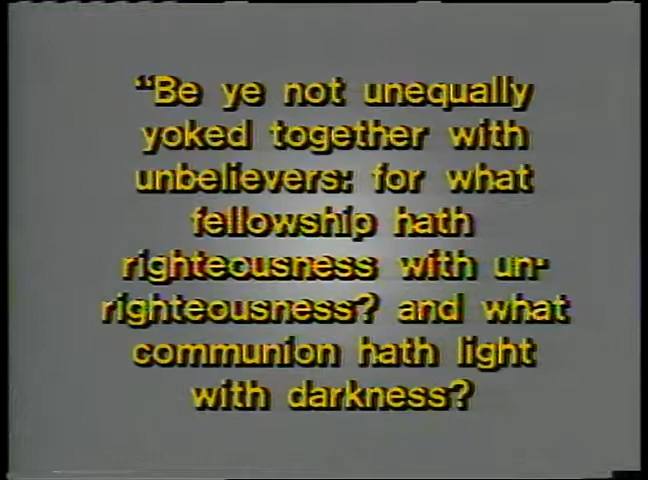 “Be ye not unequally
yoked together with
unbelievers: for what
fellowship hath
righteousness with un-
righteousness? and what
communion hath light
with darkness?